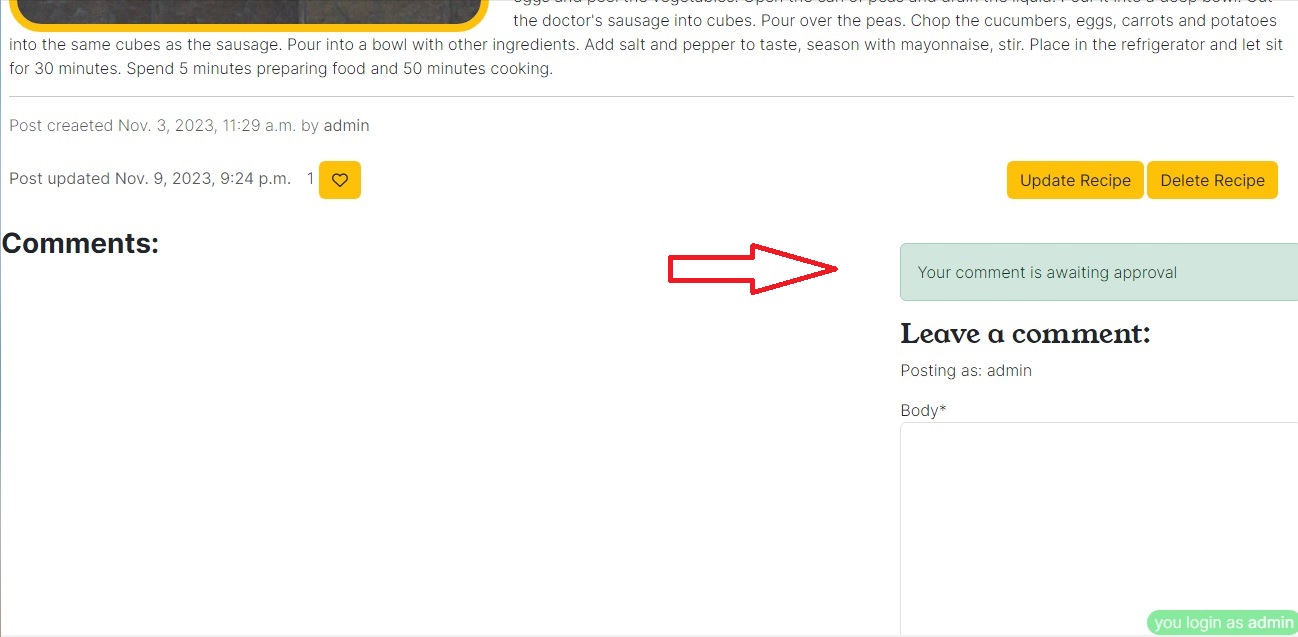 the doctor's sausage into cubes. Pour over the peas. Chop the cucumbers, eggs, carrots and potatoes
into the same cubes as the sausage. Pour into a bowl with other ingredients. Add salt and pepper to taste, season with mayonnaise, stir. Place in the refrigerator and let sit
for 30 minutes. Spend 5 minutes preparing food and 50 minutes cooking.
Post creaeted Nov. 3, 2023, 11:29 a.m. by admin
Post updated Nov. 9, 2023, 9:24 p.m. 1
Update Recipe Delete Recipe
Comments:
Your comment is awaiting approval
Leave a comment:
Posting as: admin
Body*
you login as admin